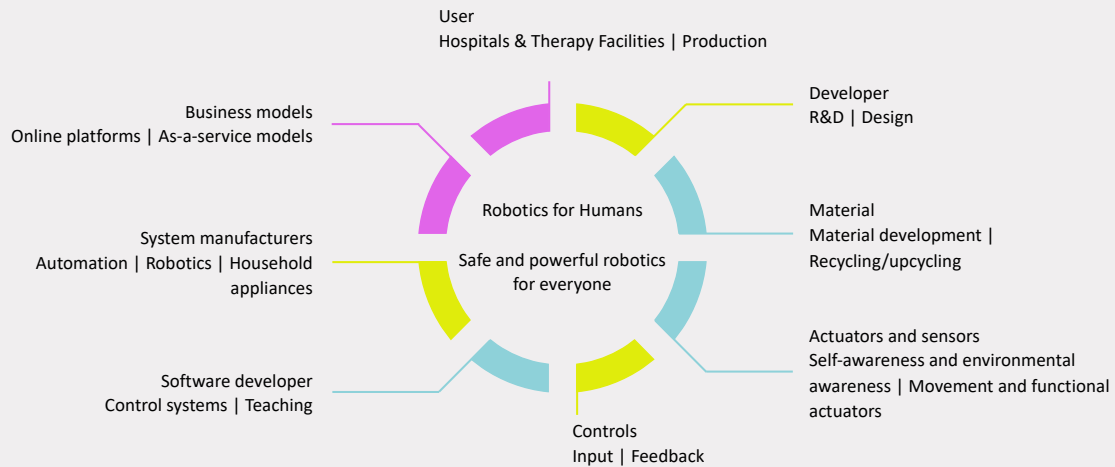 User
Hospitals & Therapy Facilities | Production
Developer
R&D | Design
Material
Material development |
Recycling/upcycling
Actuators and sensors
Self-awareness and environmental
awareness | Movement and functional
actuators
Controls
Input | Feedback
Software developer
Control systems | Teaching
System manufacturers
Automation | Robotics | Household
appliances
Business models
Online platforms | As-a-service models
Robotics for Humans
Safe and powerful robotics
for everyone